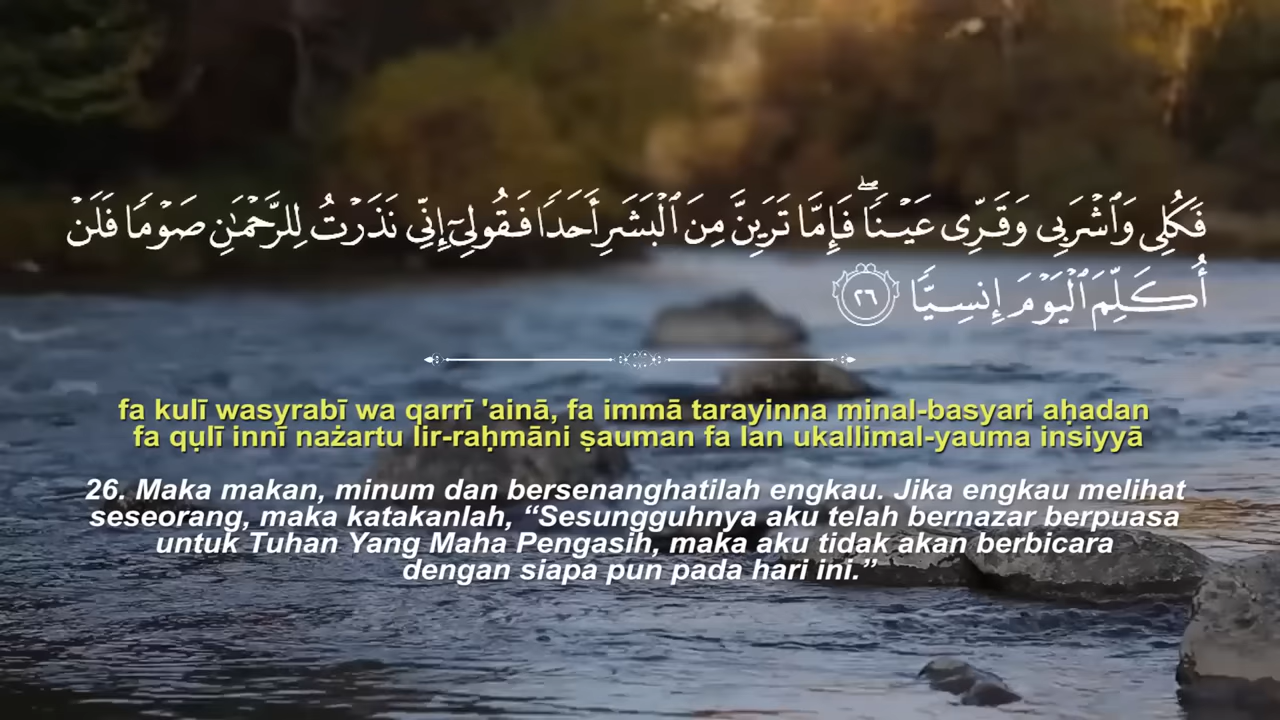 فَكُلِى وَٱشْرَبِى وَقَرِّى عَيْنًا ۖ فَإِمَّا تَرَيِنَّ مِنَ ٱلْبَشَرِ أَحَدًا فَقُولِىٓ إِنِّى نَذَرْتُ لِلرَّحْمَٰنِ صَوْمًا فَلَنْ
أُكَلِّمَ ٱلْيَوْمَ إِنسِيًّا ٢٦
fa kulī wasyrabī wa qarrī 'ainā, fa immā tarayinna minal-basyari aḥadan
fa qụlī innī nażartu lir-raḥmāni ṣauman fa lan ukallimal-yauma insiyyā
26. Maka makan, minum dan bersenanghatilah engkau. Jika engkau melihat
seseorang, maka katakanlah, “Sesungguhnya aku telah bernazar berpuasa
untuk Tuhan Yang Maha Pengasih, maka aku tidak akan berbicara
dengan siapa pun pada hari ini.”